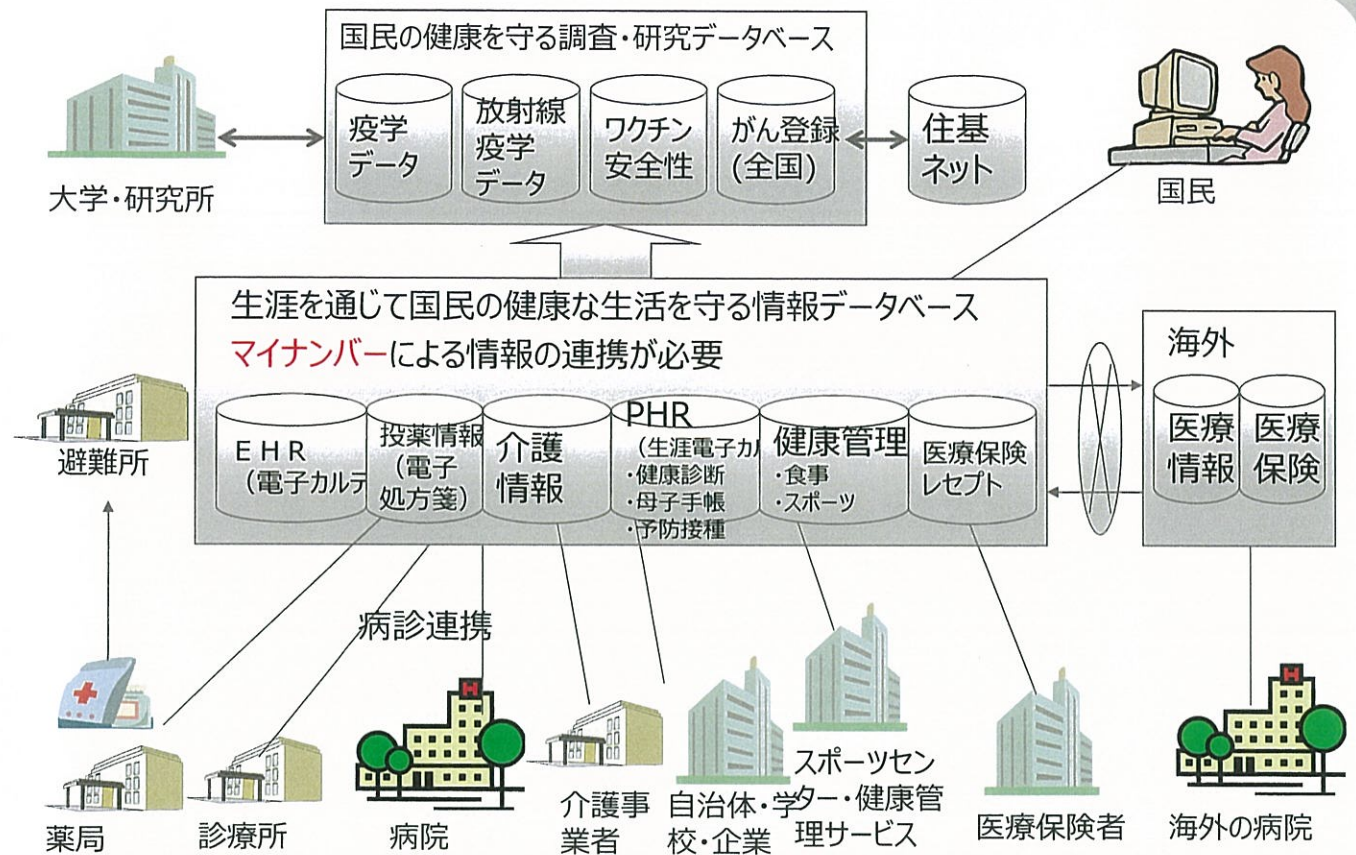 国民の健康を守る調査・研究データベース
疫学
データ
放射線
疫学
データ
ワクチン
安全性
がん登録
(全国)
住基
ネット
大学・研究所
国民
生涯を通じて国民の健康な生活を守る情報データベース
マイナンバーによる情報の連携が必要
海外
医療
情報
医療
保険
避難所
EHR
(電子カルテ
投薬情報
(電子
処方箋)
介護
情報
PHR
(生涯電子カ
・健康診断
・母子手帳
・予防接種
健康管理
・食事
・スポーツ
医療保険
レセプト
病診連携
薬局
診療所
病院
介護事
業者
自治体・学
校・企業
スポーツセン
ター・健康管
理サービス
医療保険者
海外の病院
H
H